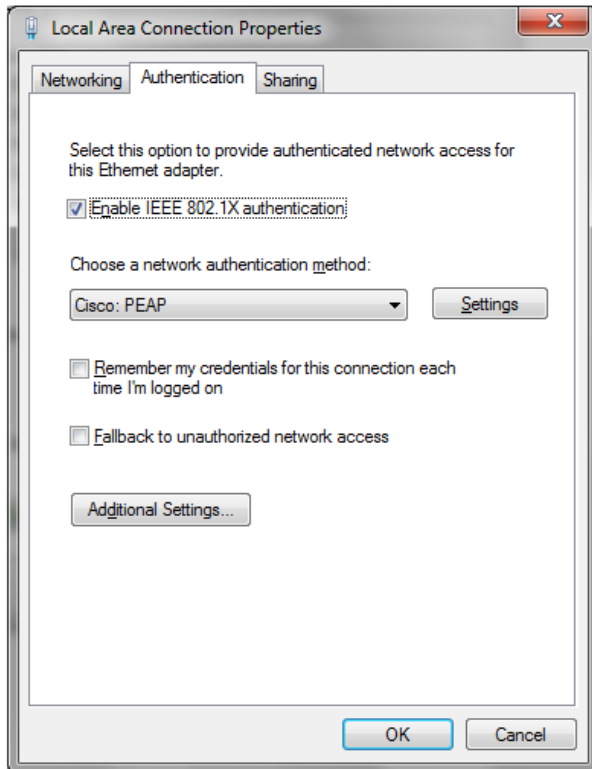 Local Area Connection Properties
Networking Authentication Sharing
Select this option to provide authenticated network access for
this Ethernet adapter.
Enable IEEE 802.1X authentication
Choose a network authentication method:
Cisco: PEAP Settings
Remember my credentials for this connection each
time I'm logged on
Fallback to unauthorized network access
Additional Settings...
OK Cancel